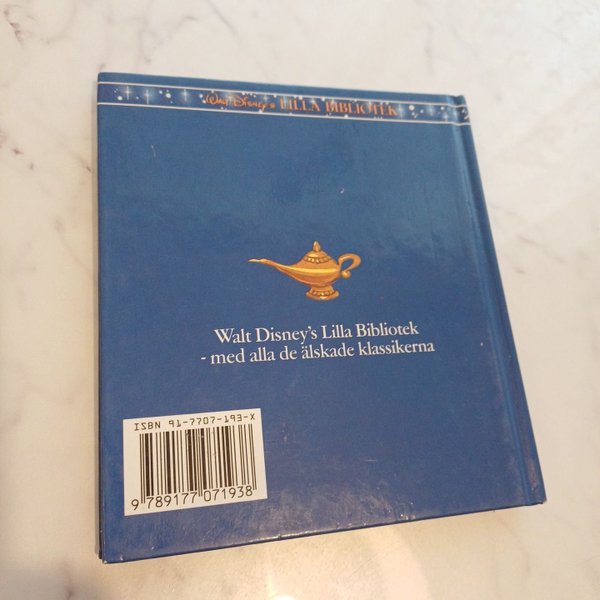 Walt Disney's LILLA BIBLIOTEK
Walt Disney's Lilla Bibliotek
- med alla de älskade klassikerna
ISBN 91-7707-193-X
9 789177 071938